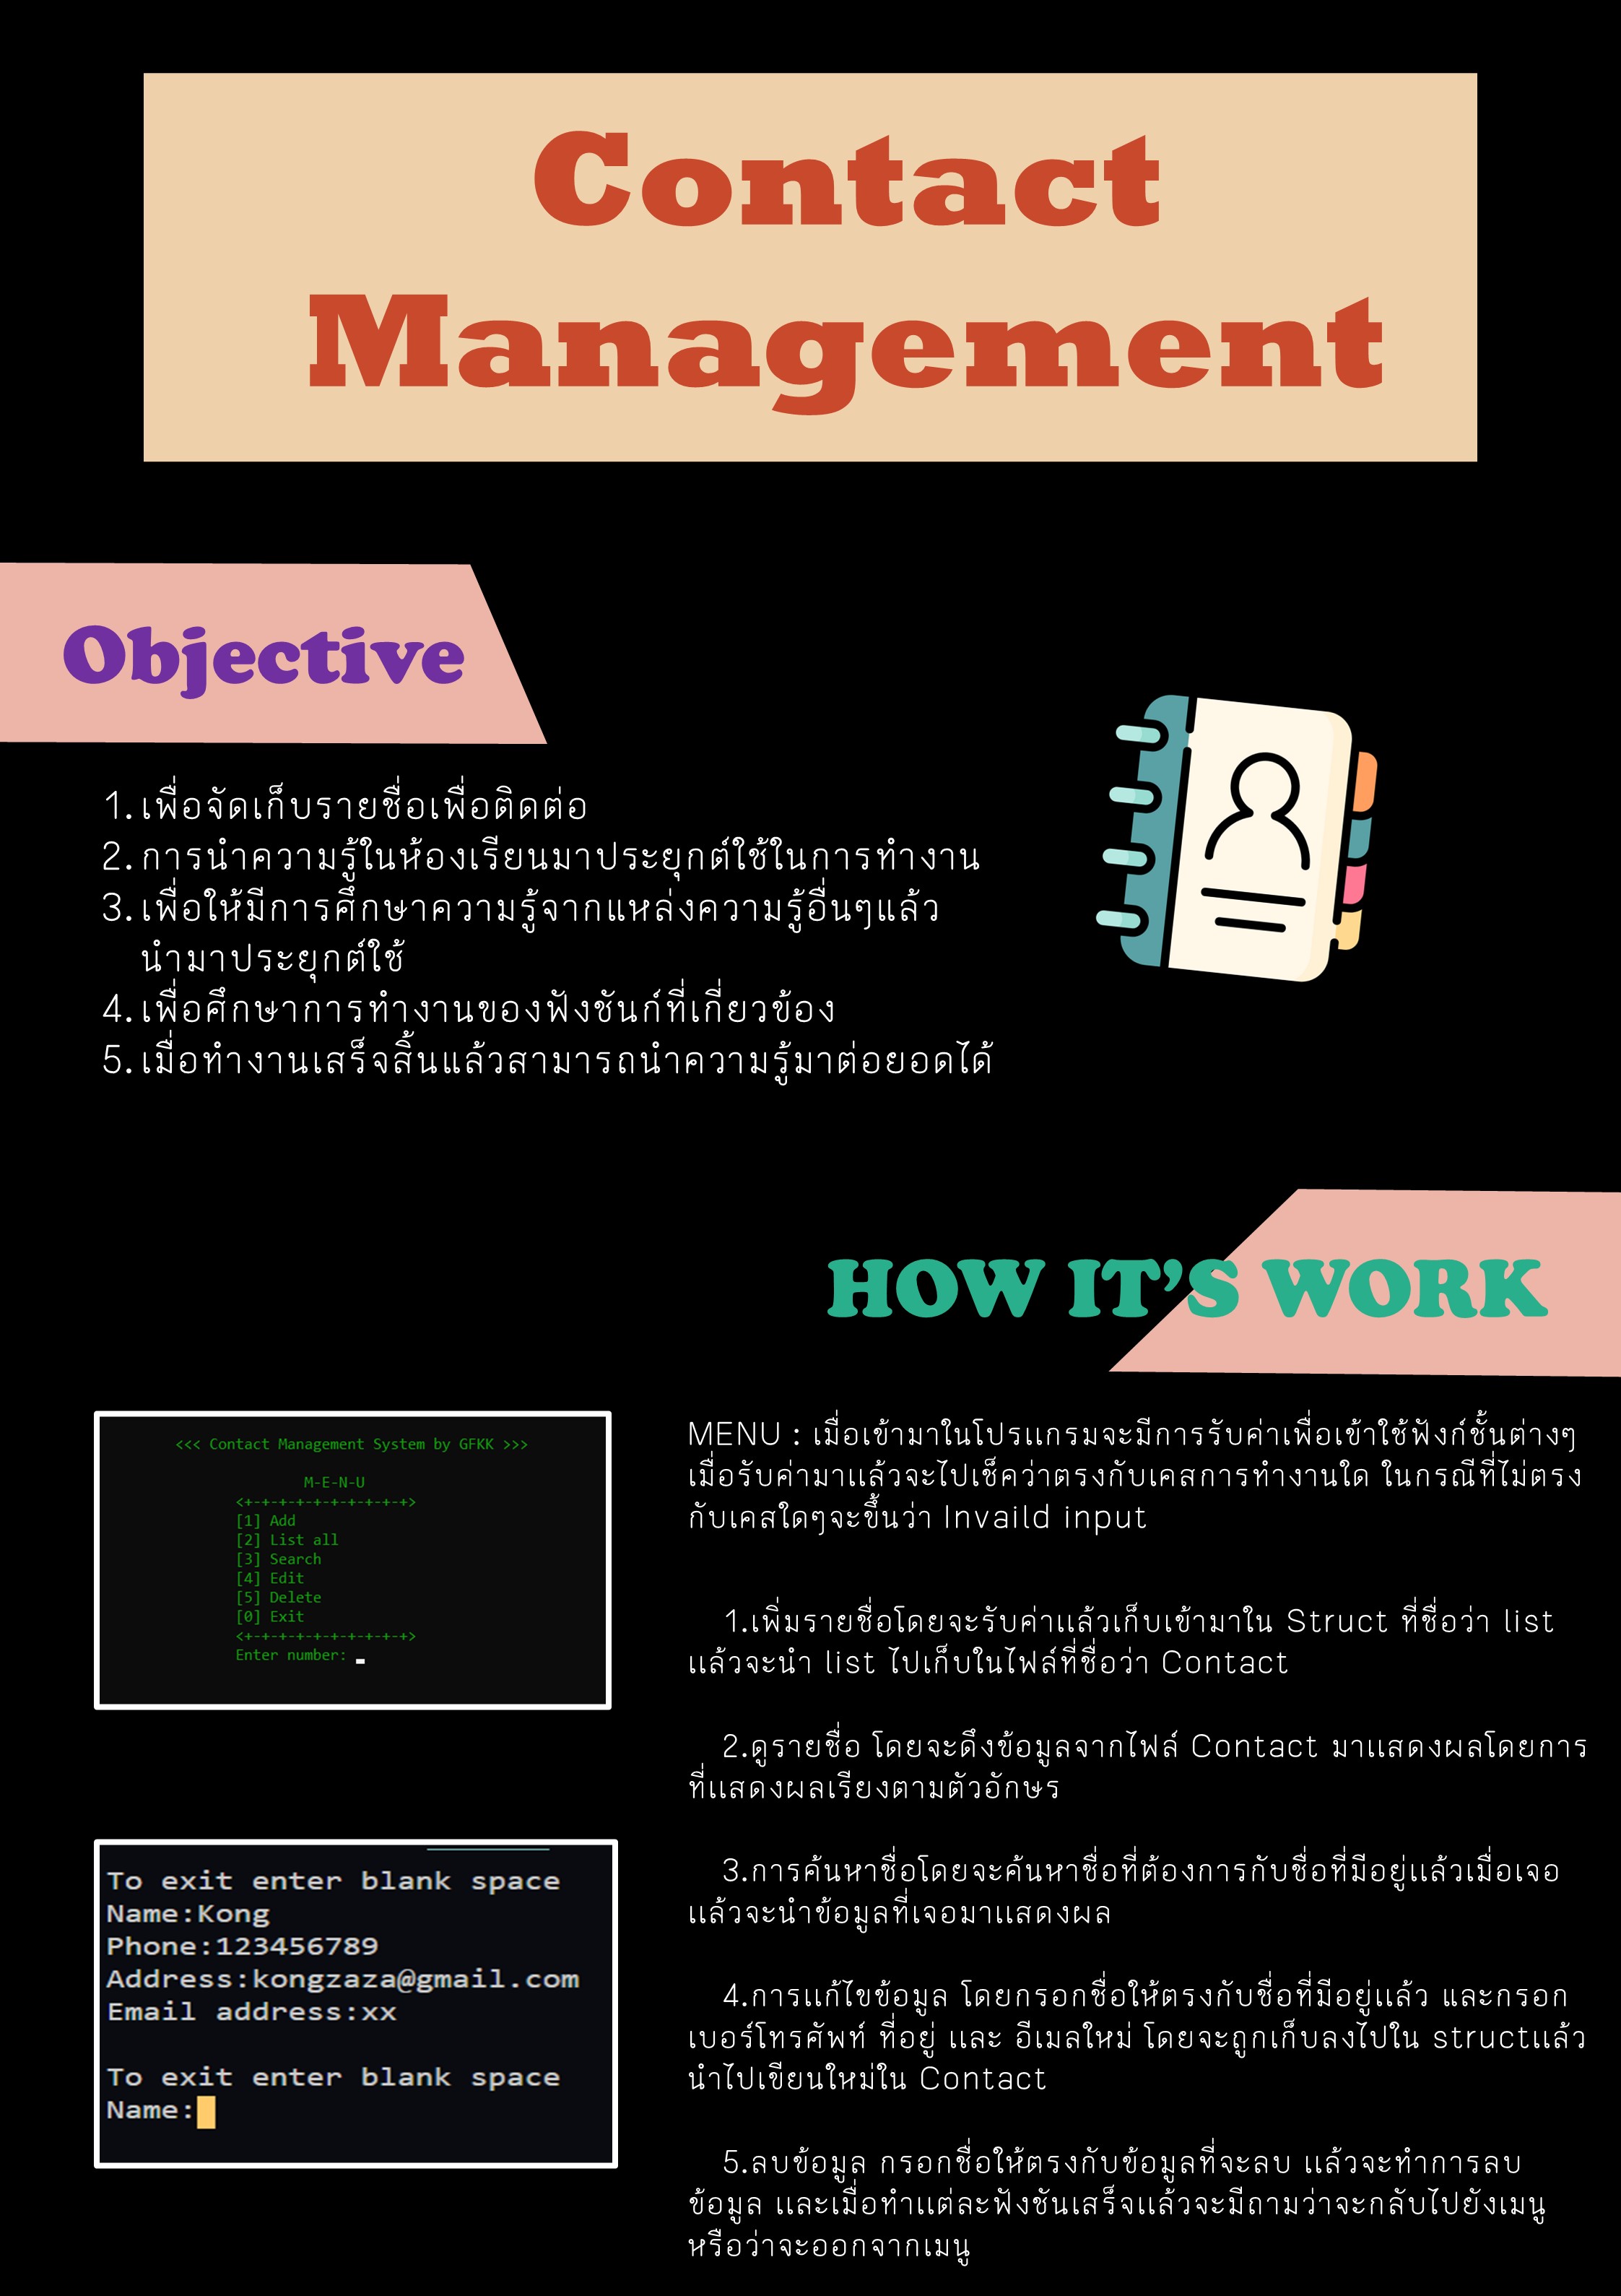 Contact
Management
Objective
1. เพื่อจัดเก็บรายชื่อเพื่อติดต่อ
2. การนำความรู้ในห้องเรียนมาประยุกต์ใช้ในการทำงาน
3. เพื่อให้มีการศึกษาความรู้จากแหล่งความรู้อื่นๆแล้ว
นำมาประยุกต์ใช้
4. เพื่อศึกษาการทำงานของฟังชันก์ที่เกี่ยวข้อง
5. เมื่อทำงานเสร็จสิ้นแล้วสามารถนำความรู้มาต่อยอดได้
HOW IT'S WORK
<<< Contact Management System by GFKK >>>
M-E-N-U
<+-+-+-+-+-+-+-+-+-+>
[1] Add
[2] List all
[3] Search
[4] Edit
[5] Delete
[0] Exit
<+-+-+-+-+-+-+-+-+-+>
Enter number:
To exit enter blank space
Name:Kong
Phone:123456789
Address:kongzaza@gmail.com
Email address:xx
To exit enter blank space
Name:
MENU : เมื่อเข้ามาในโปรแกรมจะมีการรับค่าเพื่อเข้าใช้ฟังก์ชั้นต่างๆ
เมื่อรับค่ามาแล้วจะไปเช็คว่าตรงกับเคสการทำงานใด ในกรณีที่ไม่ตรง
กับเคสใดๆจะขึ้นว่า Invaild input
1.เพิ่มรายชื่อโดยจะรับค่าแล้วเก็บเข้ามาใน Struct ที่ชื่อว่า list
แล้วจะนำ list ไปเก็บในไฟล์ที่ชื่อว่า Contact
2.ดูรายชื่อ โดยจะดึงข้อมูลจากไฟล์ Contact มาแสดงผลโดยการ
ที่แสดงผลเรียงตามตัวอักษร
3.การค้นหาชื่อโดยจะค้นหาชื่อที่ต้องการกับชื่อที่มีอยู่แล้วเมื่อเจอ
แล้วจะนำข้อมูลที่เจอมาแสดงผล
4.การแก้ไขข้อมูล โดยกรอกชื่อให้ตรงกับชื่อที่มีอยู่แล้ว และกรอก
เบอร์โทรศัพท์ ที่อยู่ และ อีเมลใหม่ โดยจะถูกเก็บลงไปใน structแล้ว
นำไปเขียนใหม่ใน Contact
5.ลบข้อมูล กรอกชื่อให้ตรงกับข้อมูลที่จะลบ แล้วจะทำการลบ
ข้อมูล และเมื่อทำแต่ละฟังชันเสร็จแล้วจะมีถามว่าจะกลับไปยังเมนู
หรือว่าจะออกจากเมนู